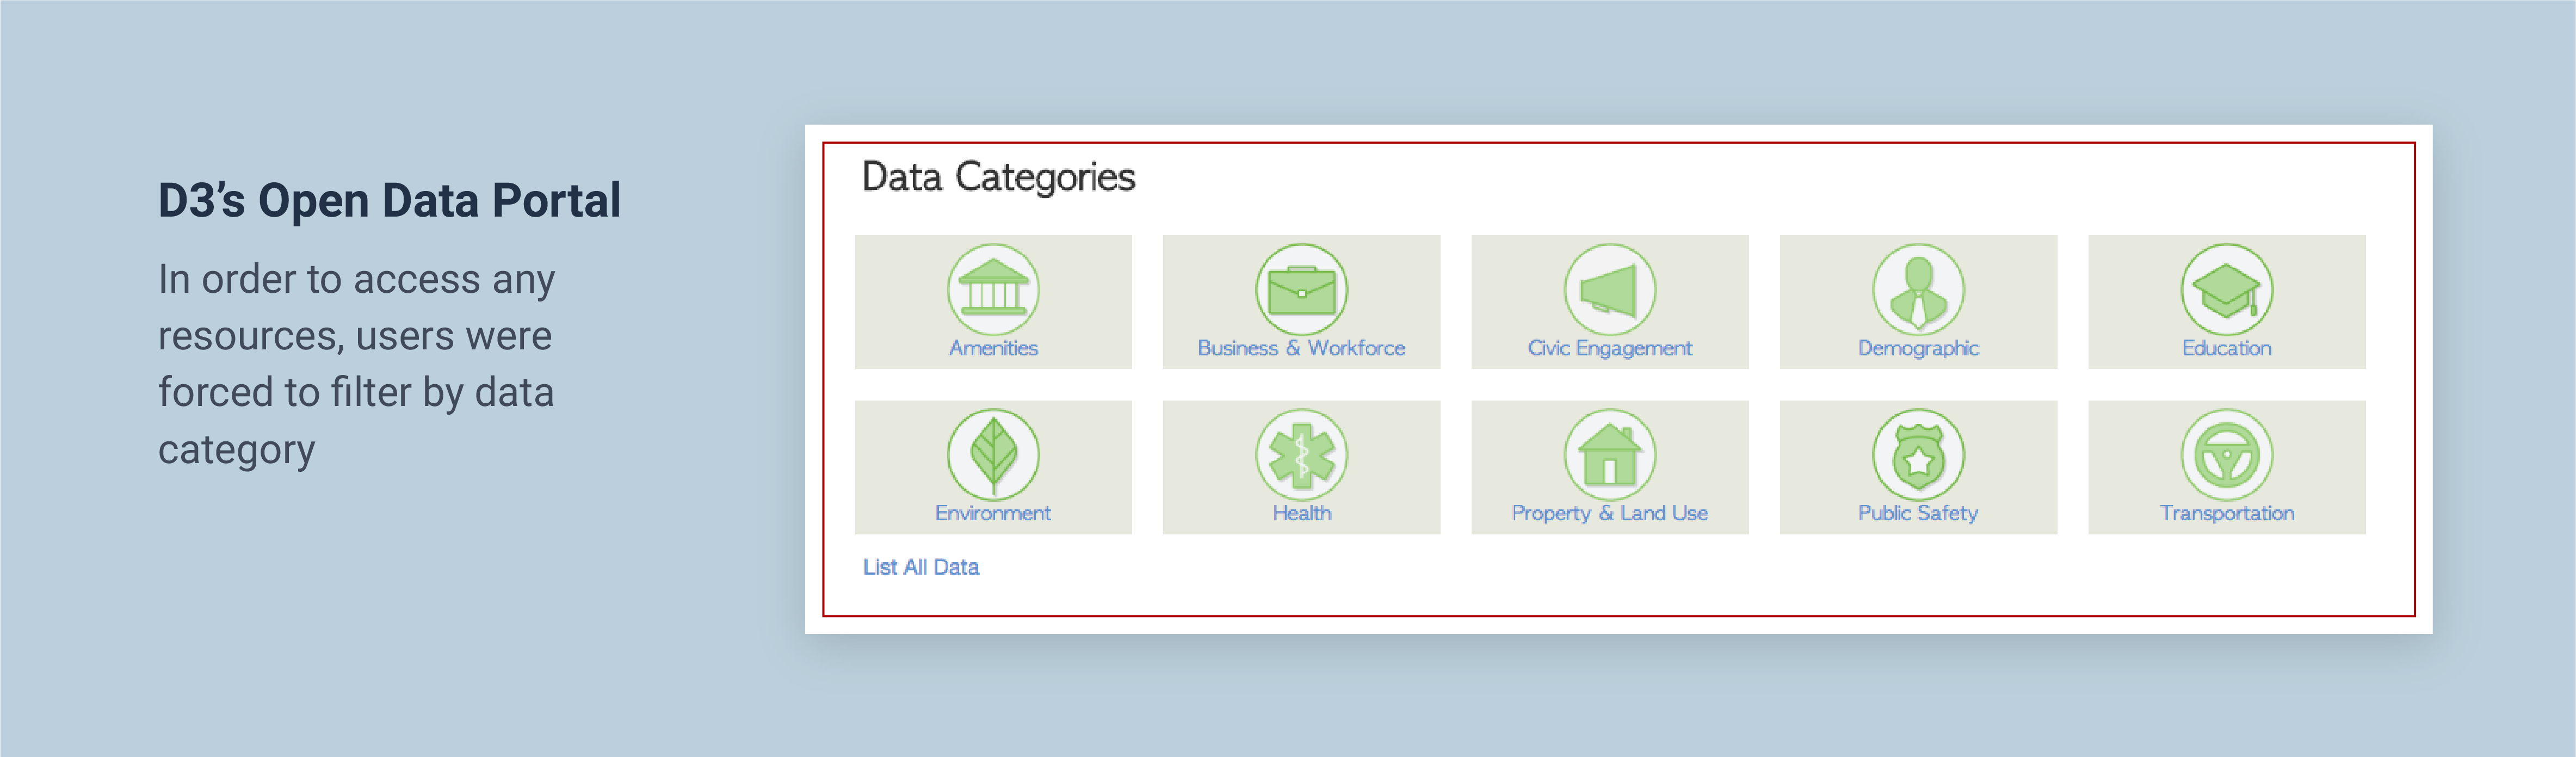 D3’s Open Data Portal
In order to access any
resources, users were
forced to filter by data
category
Data Categories
Amenities
Business & Workforce
Civic Engagement
Demographic
Education
Environment
Health
Property & Land Use
Public Safety
Transportation
List All Data